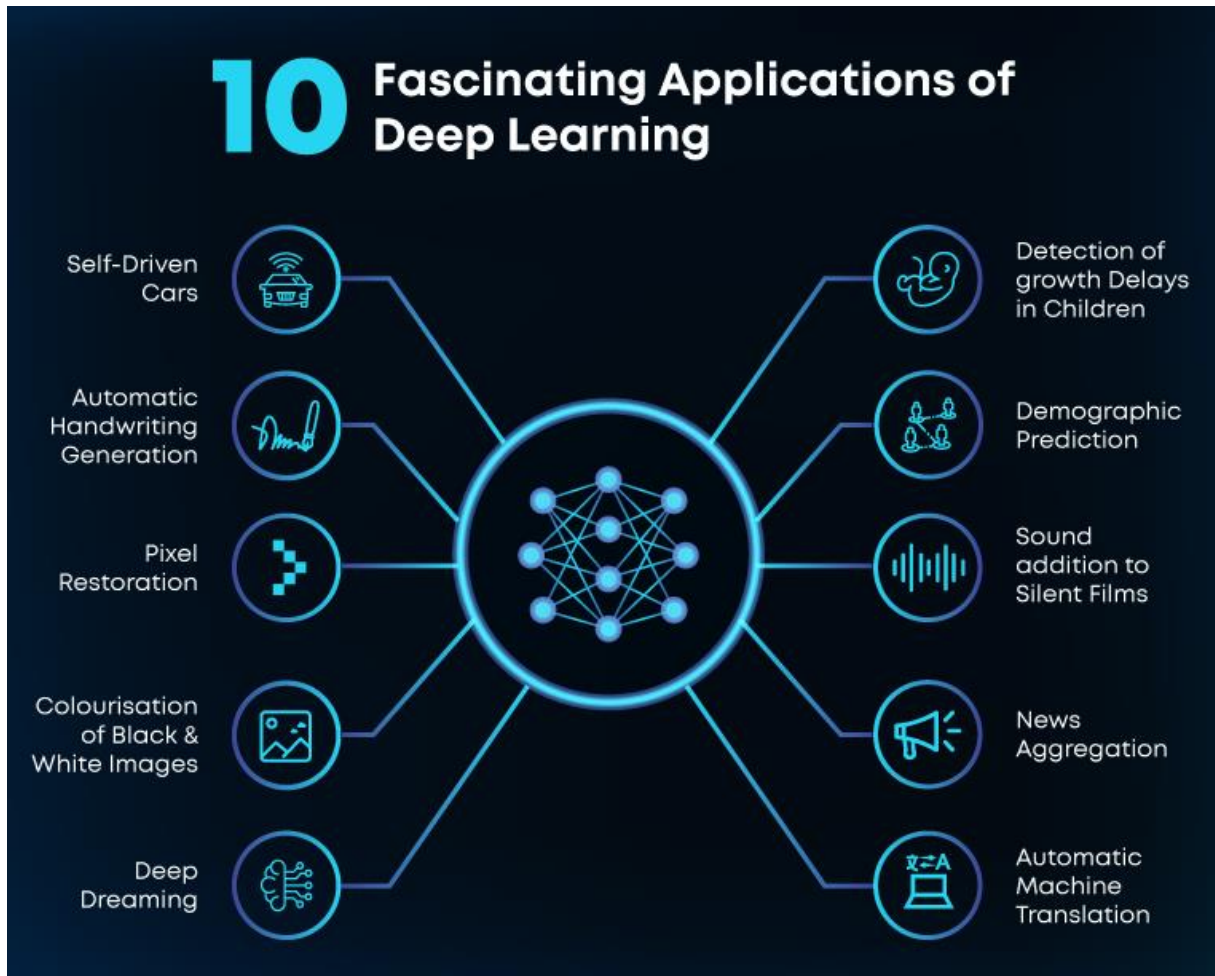 10 Fascinating Applications of
Deep Learning
Self-Driven
Cars
Automatic
Handwriting
Generation
Pixel
Restoration
Colourisation
of Black &
White Images
Deep
Dreaming
Detection of
growth Delays
in Children
Demographic
Prediction
Sound
addition to
Silent Films
News
Aggregation
文 A
Automatic
Machine
Translation